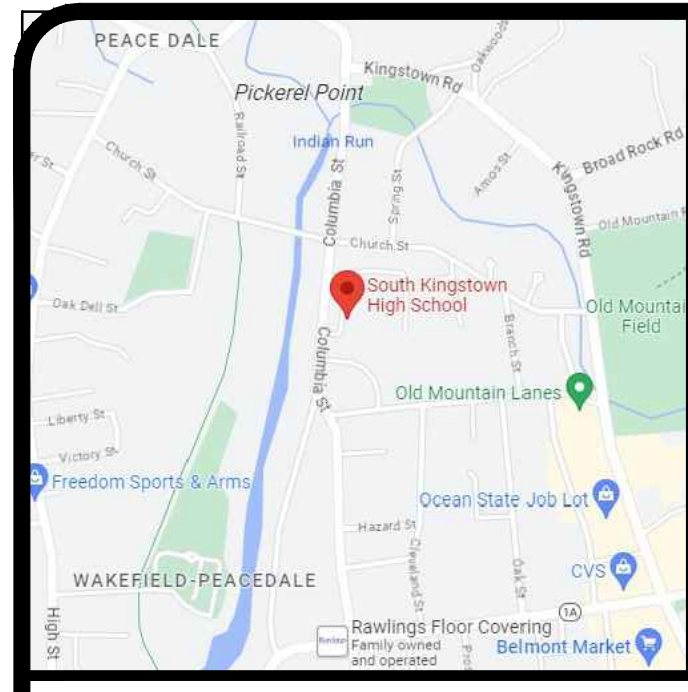 PEACE DALE
Pickerel Point
Kingstown Rd
Oakwoods
Indian Run
Railroad St
Church St
Columbia St
Spring St
Amos St
Broad Rock Rd
Kingstown Rd
Old Mountain
Church St
South Kingstown
High School
Oak Dell St
Old Mountai
Field
Branch St
Columbia St
Old Mountain Lanes
Liberty St
Victory St
Freedom Sports & Arms
Ocean State Job Lot
Hazard St
Cleveland St
Oak St
CVS
WAKEFIELD-PEACEDALE
High St
1A
Rawlings Floor Covering
Family owned
and operated
Belmont Market